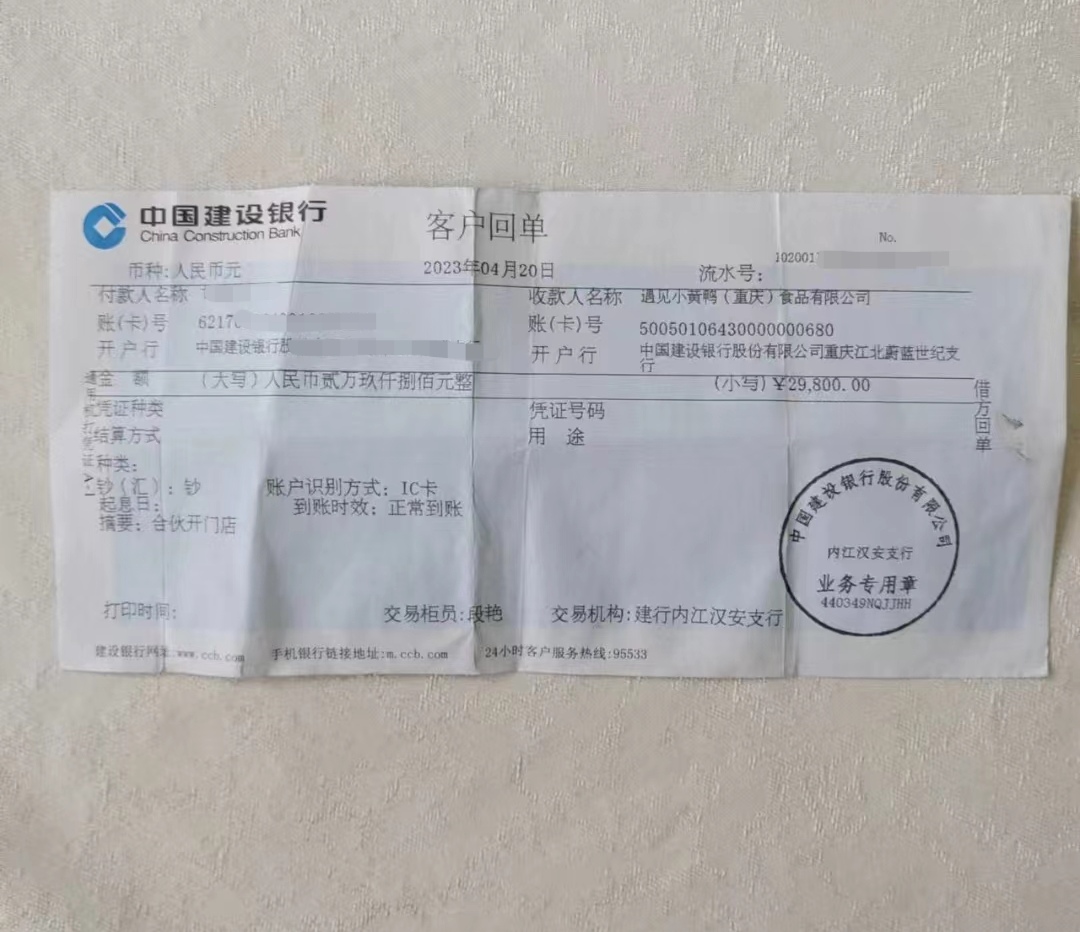 中国建设银行
China Construction Bank
客户回单
No.
币种:人民币元
2023年04月20日
流水号:
102001
付款人名称
收款人名称 遇见小黄鸭（重庆）食品有限公司
账(卡)号 6217
账(卡)号 50050106430000000680
开户行 中国建设银行股
开户行 中国建设银行股份有限公司重庆江北蔚蓝世纪支
行
金 额 （大写）人民币贰万玖仟捌佰元整
(小写)¥29,800.00
借方回单
凭证种类
凭证号码
结算方式
用 途
种类:
钞（汇）: 钞
账户识别方式: IC卡
起息日:
到账时效: 正常到账
摘要: 合伙开门店
中国建设银行股份有限公司
内江汉安支行
业务专用章
440349NQJJHH
打印时间:
交易柜员:段艳
交易机构:建行内江汉安支行
建设银行网 www.ccb.com
手机银行链接地址:m.ccb.com
24小时客户服务热线:95533